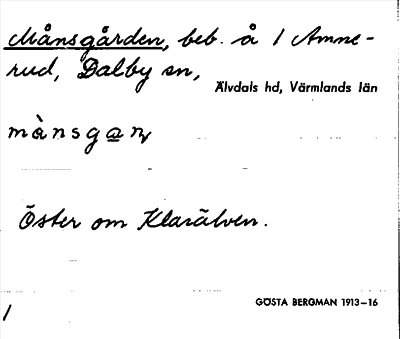 Månsgården, beb. å 1 Amne-
rud, Dalby sn,
Älvdals hd, Värmlands län
Öster om Klarälven.
GÖSTA BERGMAN 1913–16
1